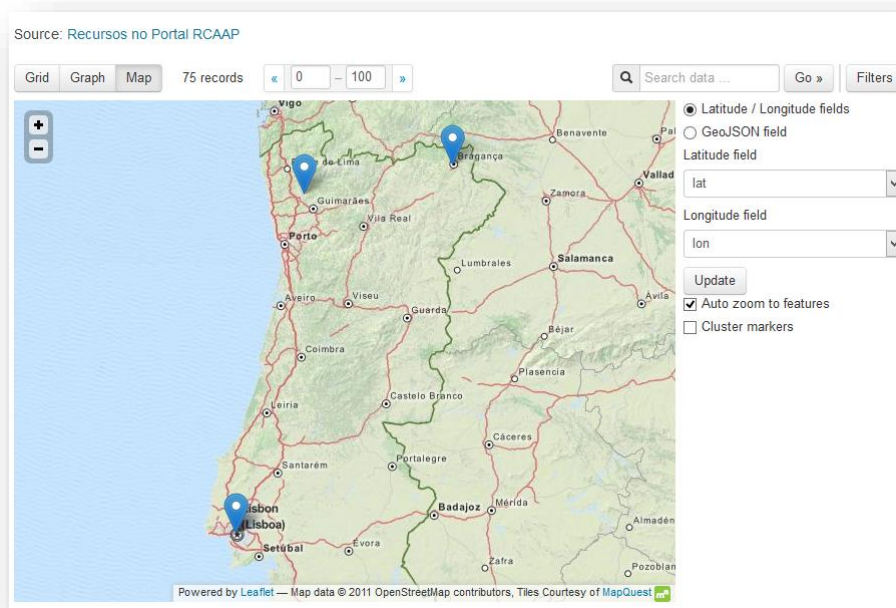 Source: Recursos no Portal RCAAP
Grid Graph Map 75 records « 0 – 100 » Search data ... Go » Filters
Latitude / Longitude fields
GeoJSON field
Latitude field
lat
Longitude field
lon
Update
Auto zoom to features
Cluster markers
+
−
Vigo
Benavente
de Lima
Bragança
Vallad
Guimarães
Zamora
Vila Real
Porto
Lumbrales
Salamanca
Aveiro
Viseu
Ávila
Guarda
Béjar
Coimbra
Plasencia
Castelo Branco
Leiria
Cáceres
Santarém
Portalegre
Badajoz
Mérida
(Lisboa)
Almadén
Setúbal
Évora
Zafra
Pozoblan
Powered by Leaflet — Map data © 2011 OpenStreetMap contributors, Tiles Courtesy of MapQuest